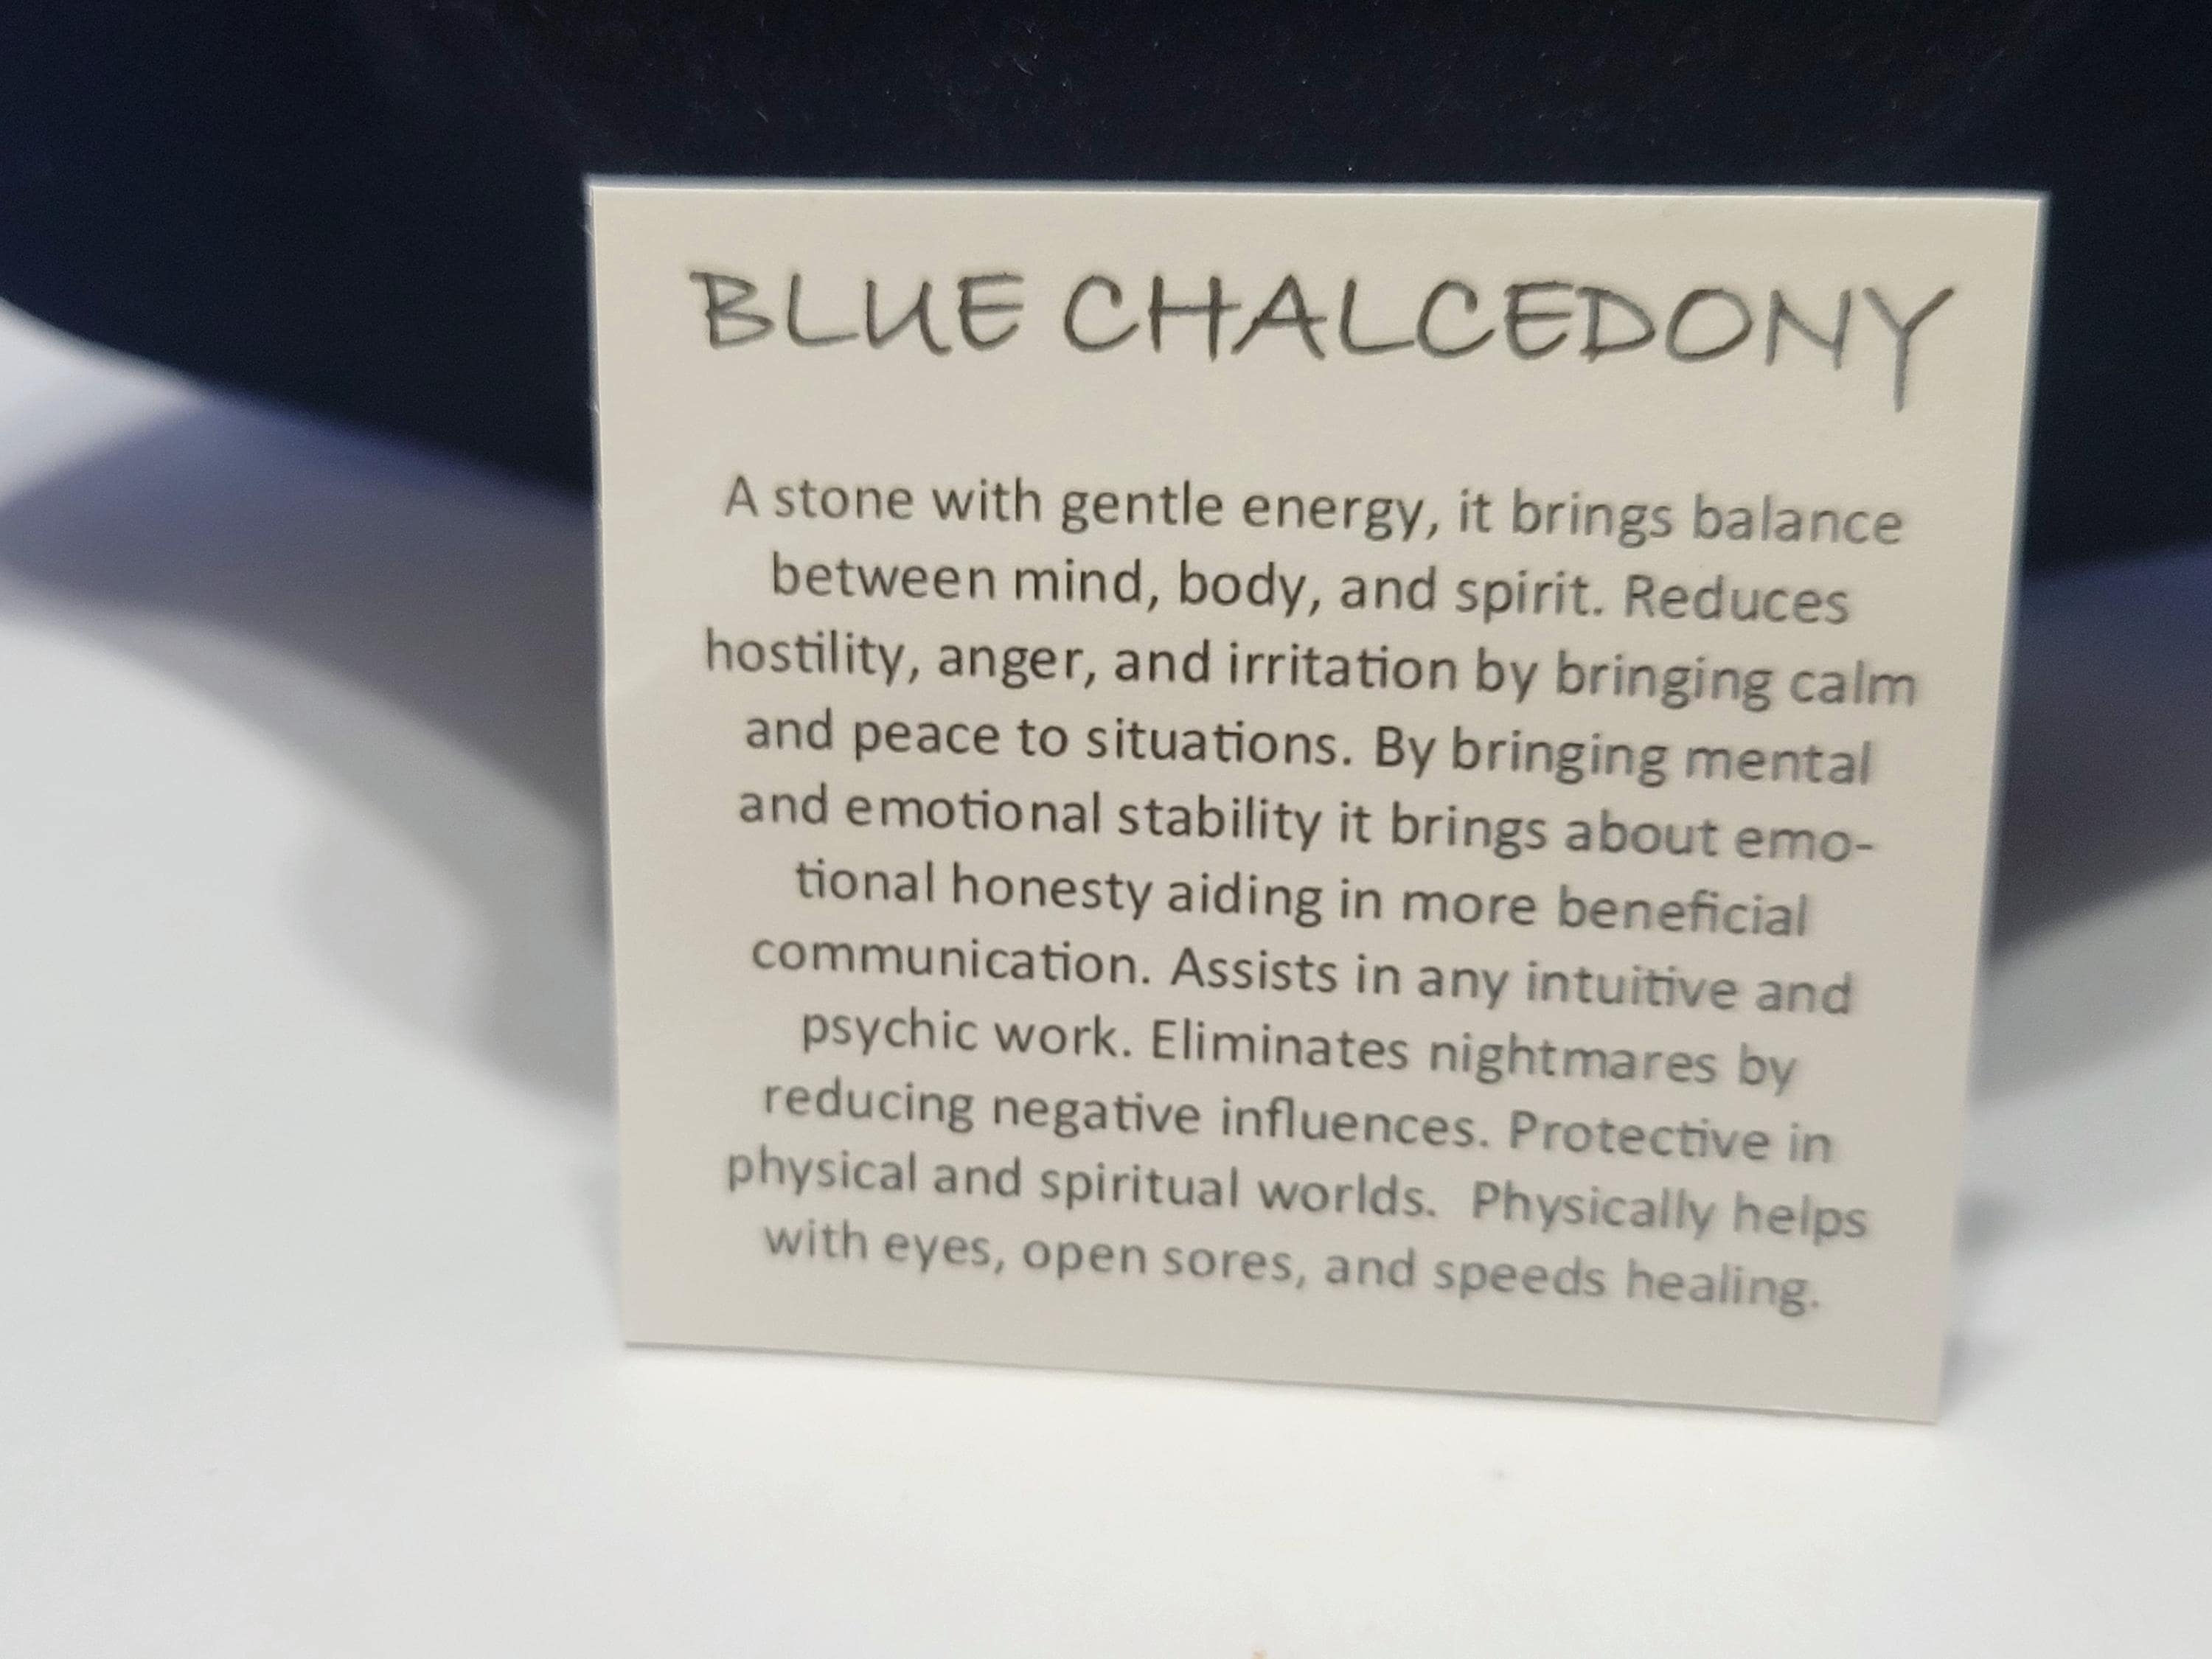 BLUE CHALCEDONY
A stone with gentle energy, it brings balance
between mind, body, and spirit. Reduces
hostility, anger, and irritation by bringing calm
and peace to situations. By bringing mental
and emotional stability it brings about emo-
tional honesty aiding in more beneficial
communication. Assists in any intuitive and
psychic work. Eliminates nightmares by
reducing negative influences. Protective in
physical and spiritual worlds.  Physically helps
with eyes, open sores, and speeds healing.